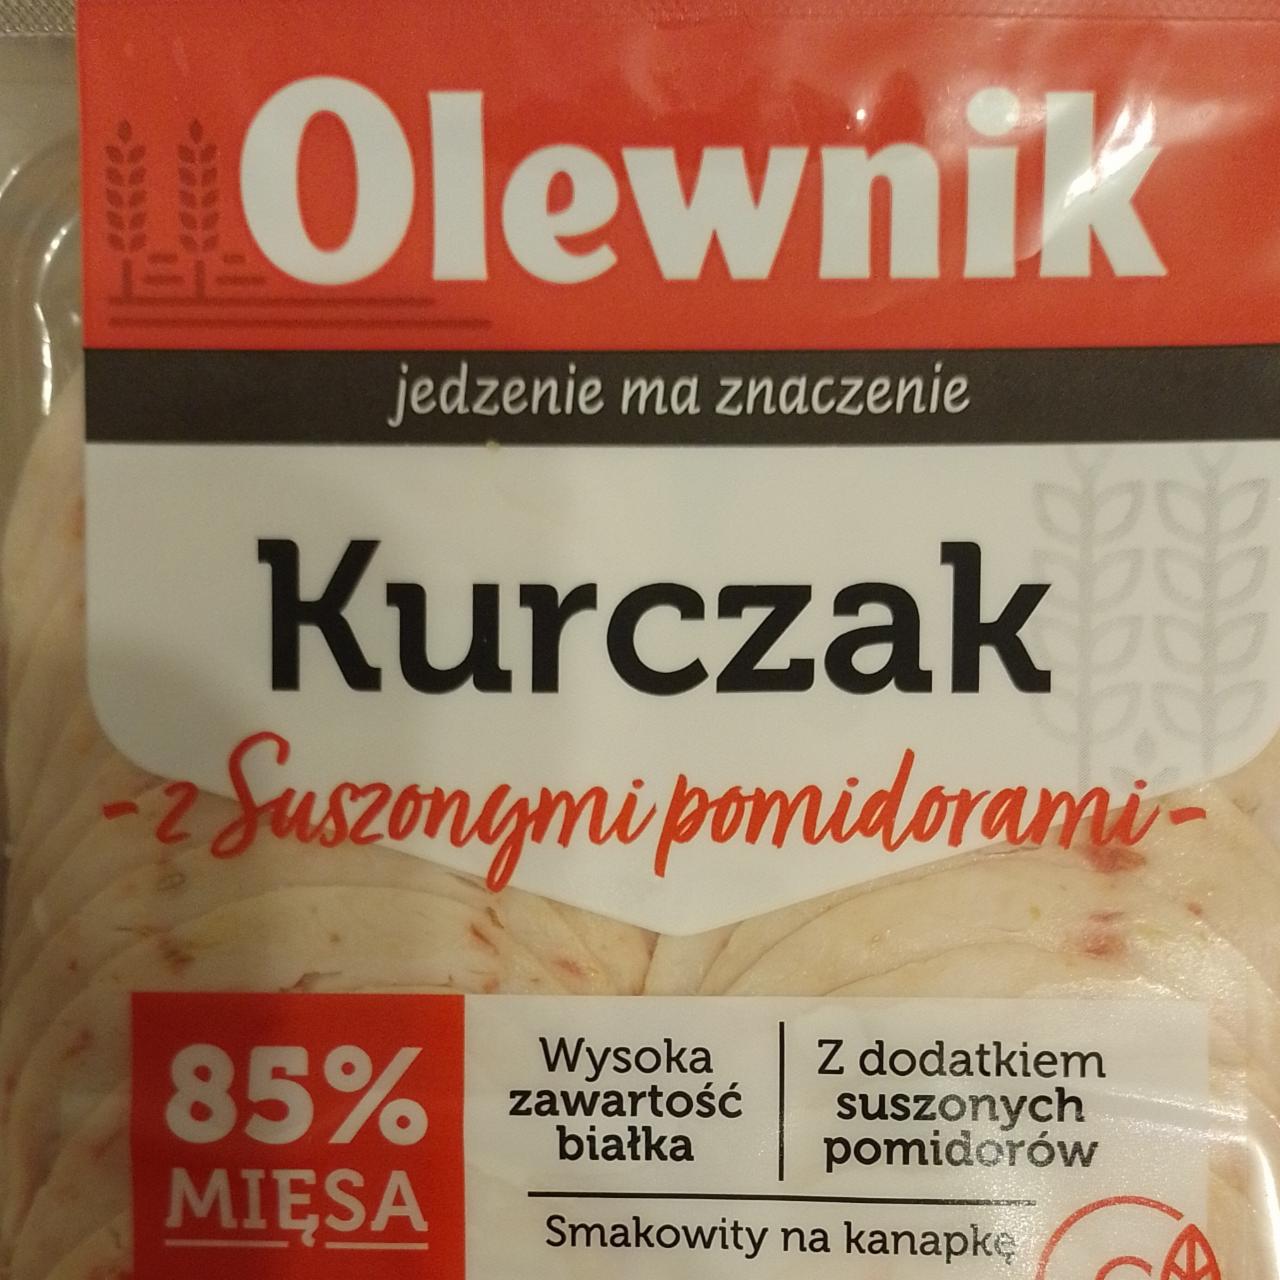 Olewnik
jedzenie ma znaczenie
Kurczak
- z Suszonymi pomidorami -
85%
MIĘSA
Wysoka
zawartość
białka
Z dodatkiem
suszonych
pomidorów
Smakowity na kanapkę